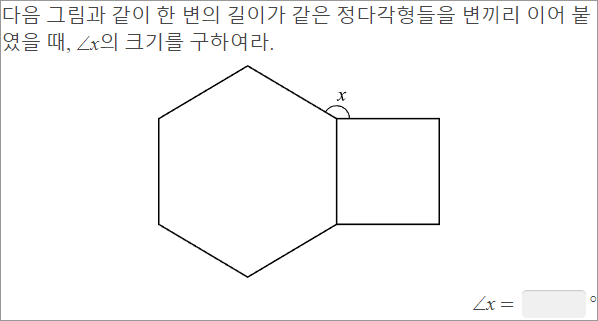 다음 그림과 같이 한 변의 길이가 같은 정다각형들을 변끼리 이어 붙
였을 때, ∠x의 크기를 구하여라.
x
∠x = °